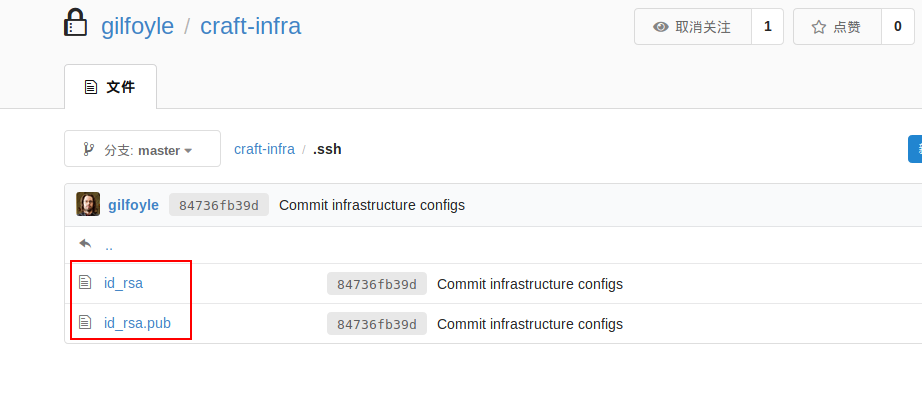 gilfoyle / craft-infra 取消关注 1 点赞 0
文件
分支: master craft-infra / .ssh
gilfoyle 84736fb39d Commit infrastructure configs
..
id_rsa 84736fb39d Commit infrastructure configs
id_rsa.pub 84736fb39d Commit infrastructure configs